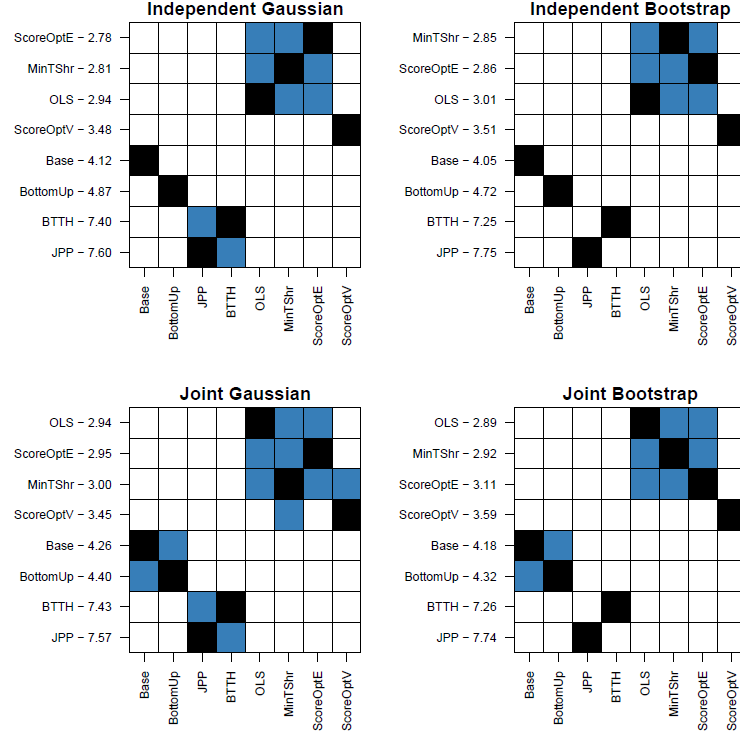 Independent Gaussian
ScoreOptE − 2.78
MinTShr − 2.81
OLS − 2.94
ScoreOptV − 3.48
Base − 4.12
BottomUp − 4.87
BTTH − 7.40
JPP − 7.60
Base
BottomUp
JPP
BTTH
OLS
MinTShr
ScoreOptE
ScoreOptV
Independent Bootstrap
MinTShr − 2.85
ScoreOptE − 2.86
OLS − 3.01
ScoreOptV − 3.51
Base − 4.05
BottomUp − 4.72
BTTH − 7.25
JPP − 7.75
Base
BottomUp
JPP
BTTH
OLS
MinTShr
ScoreOptE
ScoreOptV
Joint Gaussian
OLS − 2.94
ScoreOptE − 2.95
MinTShr − 3.00
ScoreOptV − 3.45
Base − 4.26
BottomUp − 4.40
BTTH − 7.43
JPP − 7.57
Base
BottomUp
JPP
BTTH
OLS
MinTShr
ScoreOptE
ScoreOptV
Joint Bootstrap
OLS − 2.89
MinTShr − 2.92
ScoreOptE − 3.11
ScoreOptV − 3.59
Base − 4.18
BottomUp − 4.32
BTTH − 7.26
JPP − 7.74
Base
BottomUp
JPP
BTTH
OLS
MinTShr
ScoreOptE
ScoreOptV